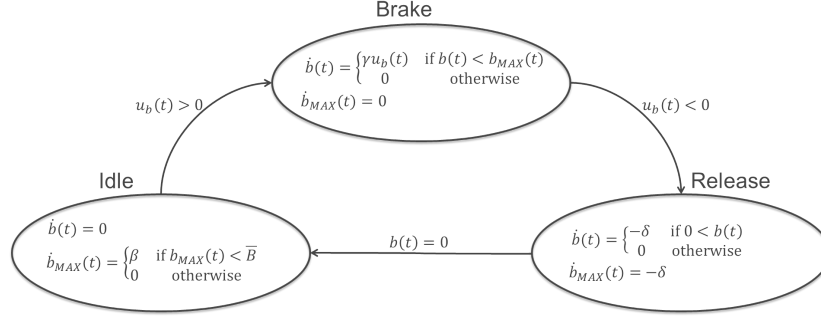 Brake
ḃ(t) = {γu_b(t) if b(t) < b_MAX(t)
0 otherwise
ḃ_MAX(t) = 0
u_b(t) > 0
u_b(t) < 0
Idle
ḃ(t) = 0
ḃ_MAX(t) = {β if b_MAX(t) < B̅
0 otherwise
b(t) = 0
Release
ḃ(t) = {−δ if 0 < b(t)
0 otherwise
ḃ_MAX(t) = −δ